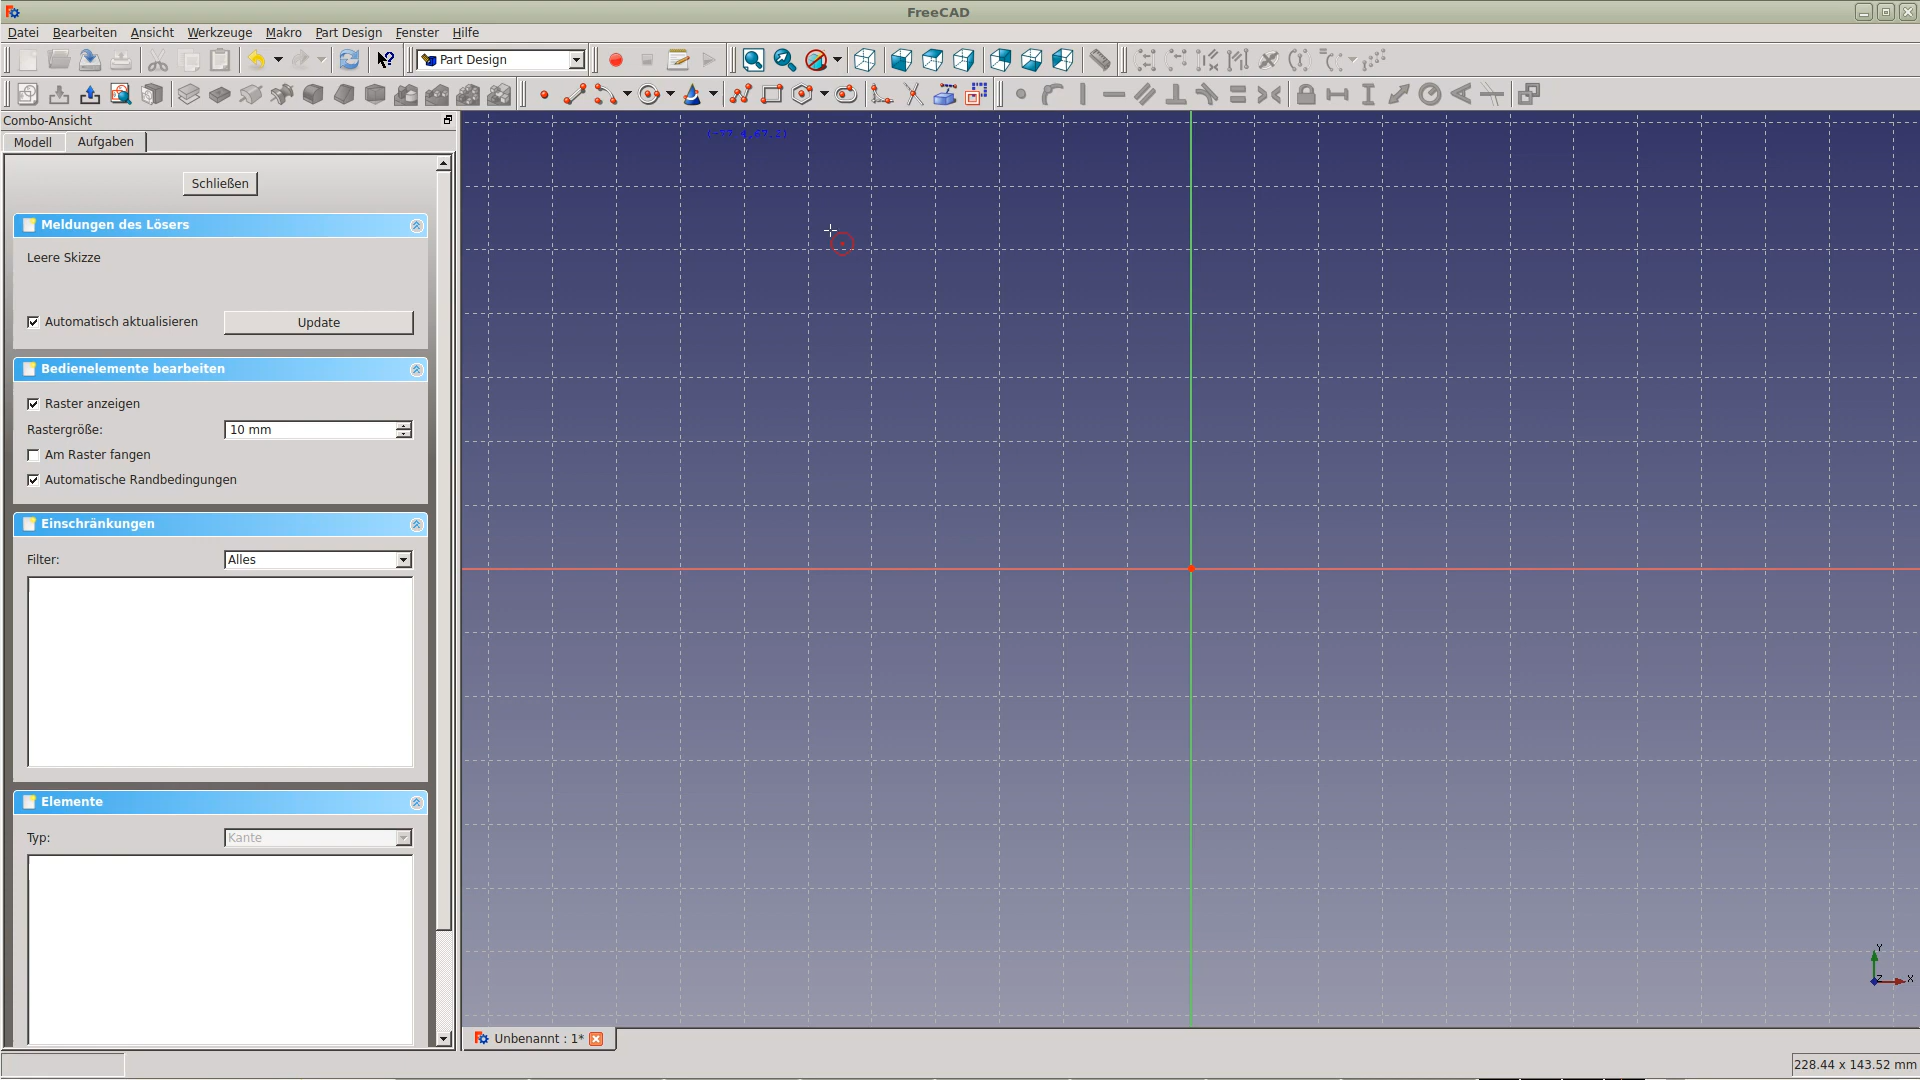 FreeCAD
Datei Bearbeiten Ansicht Werkzeuge Makro Part Design Fenster Hilfe
Part Design
Combo-Ansicht
Modell Aufgaben
Schließen
Meldungen des Lösers
Leere Skizze
Automatisch aktualisieren Update
Bedienelemente bearbeiten
Raster anzeigen
Rastergröße: 10 mm
Am Raster fangen
Automatische Randbedingungen
Einschränkungen
Filter: Alles
Elemente
Typ: Kante
Y
Z X
Unbenannt : 1*
228.44 x 143.52 mm